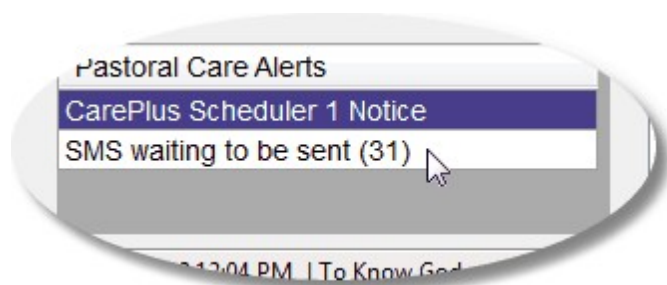 Pastoral Care Alerts
CarePlus Scheduler 1 Notice
SMS waiting to be sent (31)
12:04 PM | To Know God